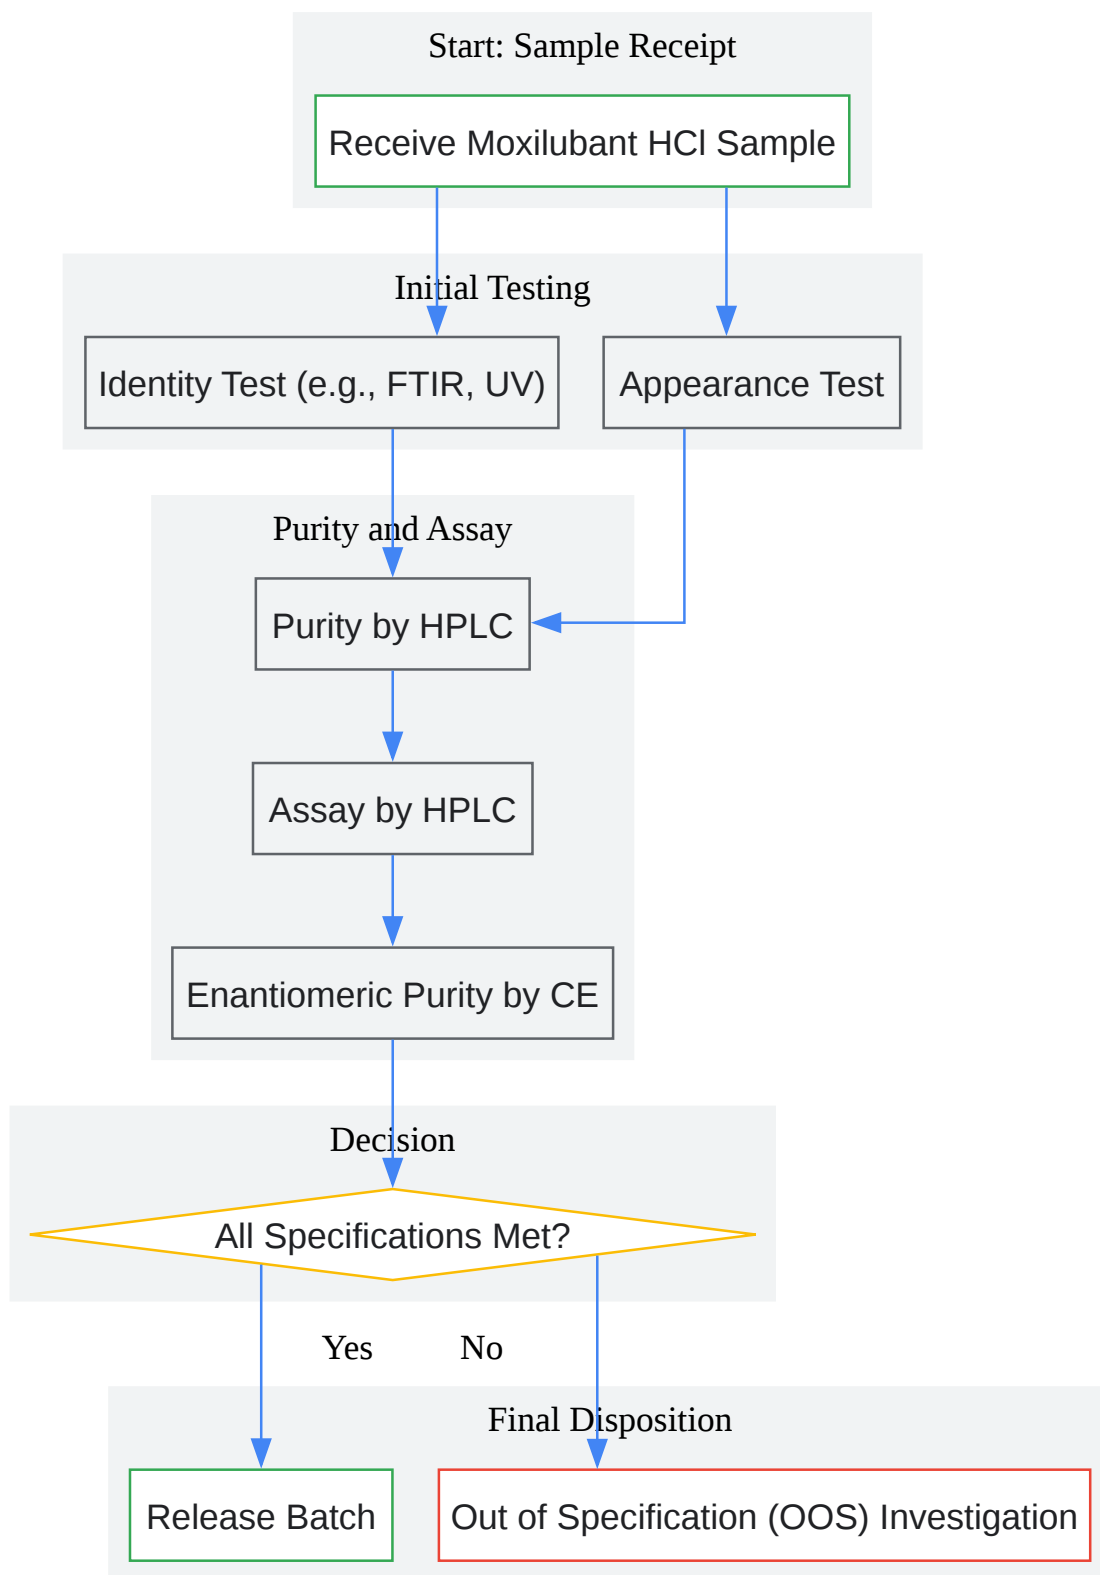 Start: Sample Receipt
Receive Moxilubant HCl Sample
Initial Testing
Identity Test (e.g., FTIR, UV)
Appearance Test
Purity and Assay
Purity by HPLC
Assay by HPLC
Enantiomeric Purity by CE
Decision
All Specifications Met?
Yes
No
Final Disposition
Release Batch
Out of Specification (OOS) Investigation